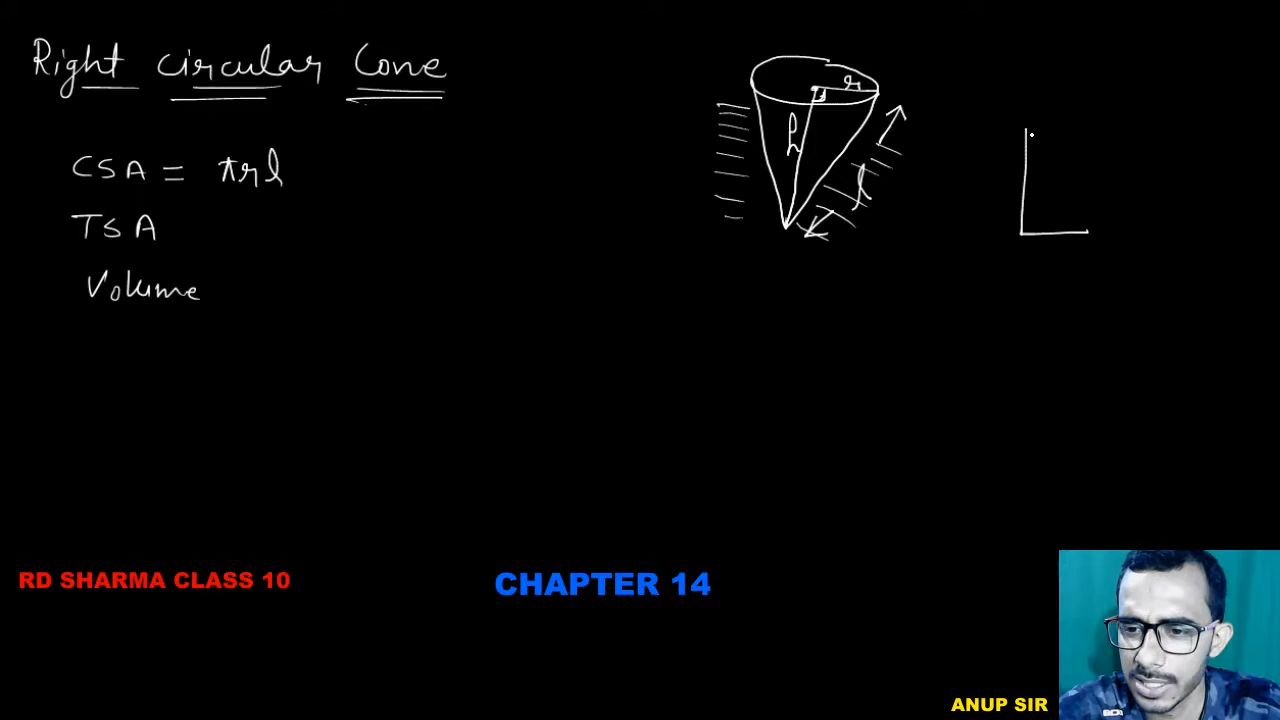 Right circular Cone
CSA = πrl
TSA
Volume
r
h
l
RD SHARMA CLASS 10
CHAPTER 14
ANUP SIR